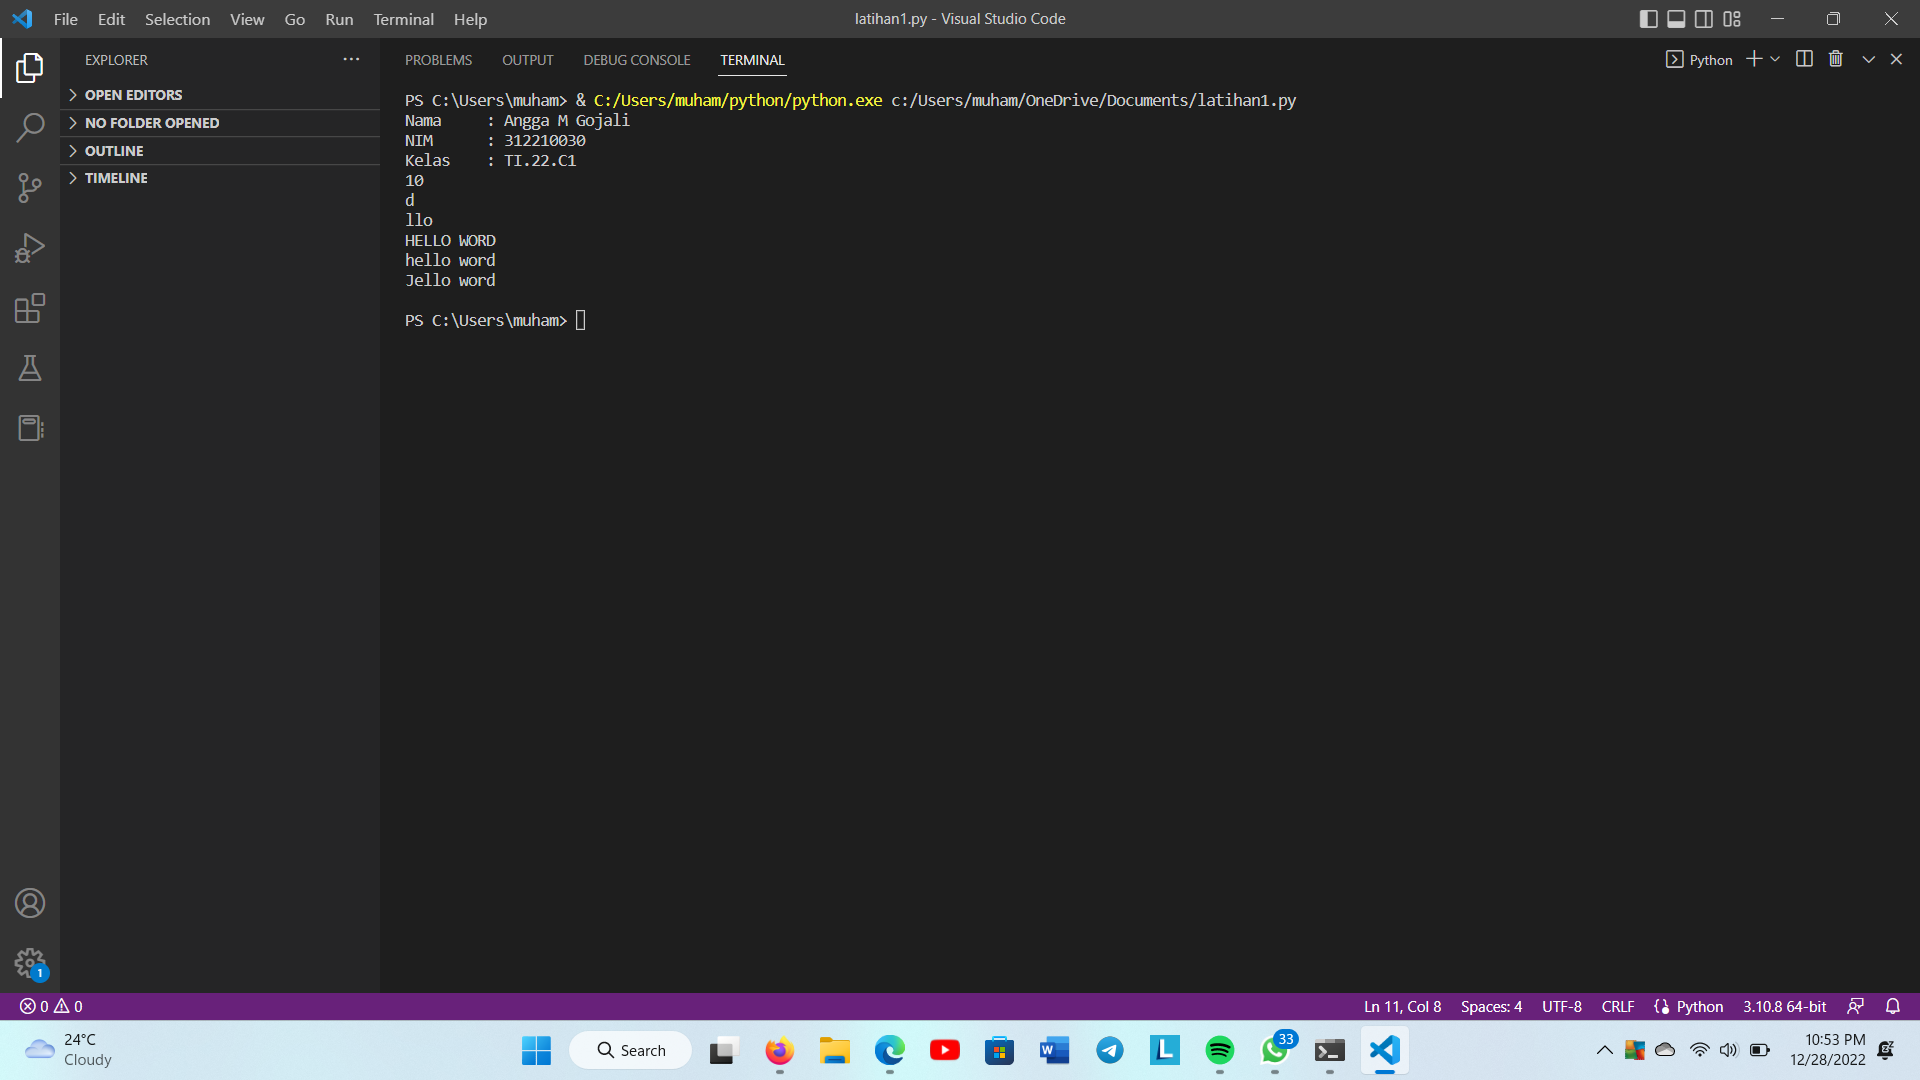 File Edit Selection View Go Run Terminal Help
latihan1.py - Visual Studio Code
EXPLORER
OPEN EDITORS
NO FOLDER OPENED
OUTLINE
TIMELINE
PROBLEMS OUTPUT DEBUG CONSOLE TERMINAL
Python
PS C:\Users\muham> & C:/Users/muham/python/python.exe c:/Users/muham/OneDrive/Documents/latihan1.py
Nama : Angga M Gojali
NIM : 312210030
Kelas : TI.22.C1
10
d
llo
HELLO WORD
hello word
Jello word
PS C:\Users\muham>
1
0 0
Ln 11, Col 8 Spaces: 4 UTF-8 CRLF Python 3.10.8 64-bit
24°C
Cloudy
Search
33
10:53 PM
12/28/2022